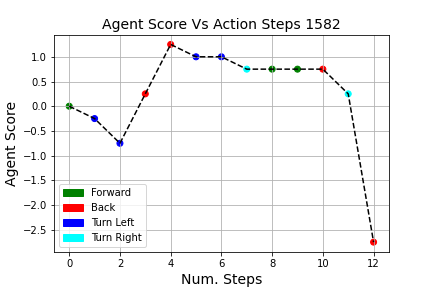 Agent Score Vs Action Steps 1582
Agent Score
1.0
0.5
0.0
−0.5
−1.0
−1.5
−2.0
−2.5
Forward
Back
Turn Left
Turn Right
0 2 4 6 8 10 12
Num. Steps